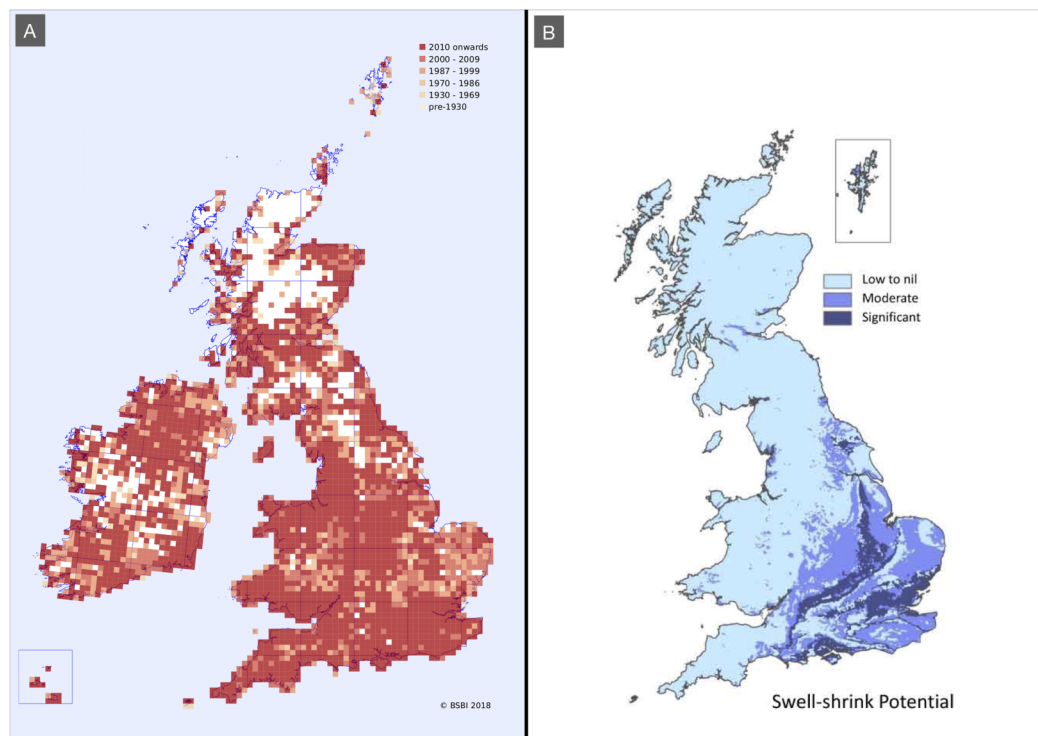 A
2010 onwards
2000 - 2009
1987 - 1999
1970 - 1986
1930 - 1969
pre-1930
© BSBI 2018
B
Low to nil
Moderate
Significant
Swell-shrink Potential